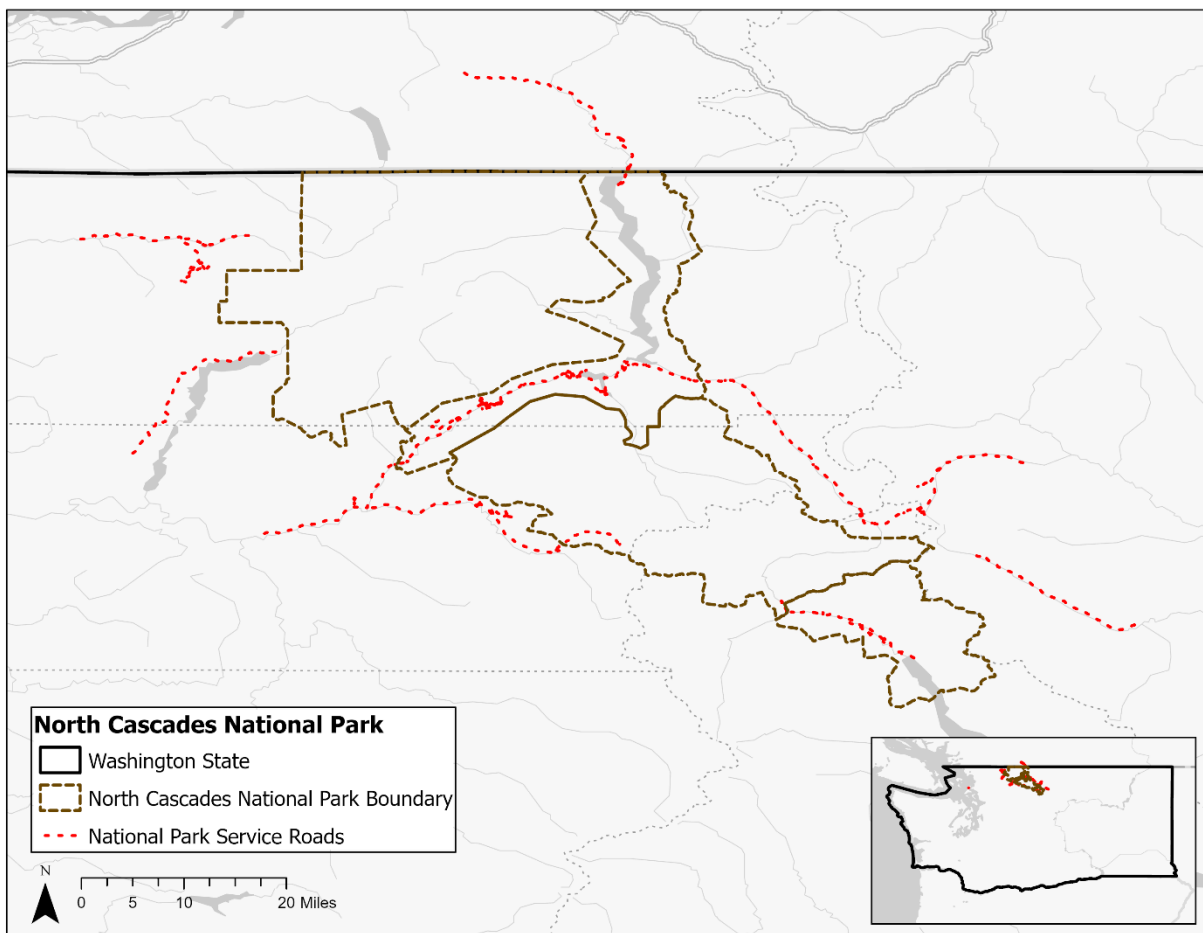 North Cascades National Park
Washington State
North Cascades National Park Boundary
National Park Service Roads
N
0 5 10 20 Miles